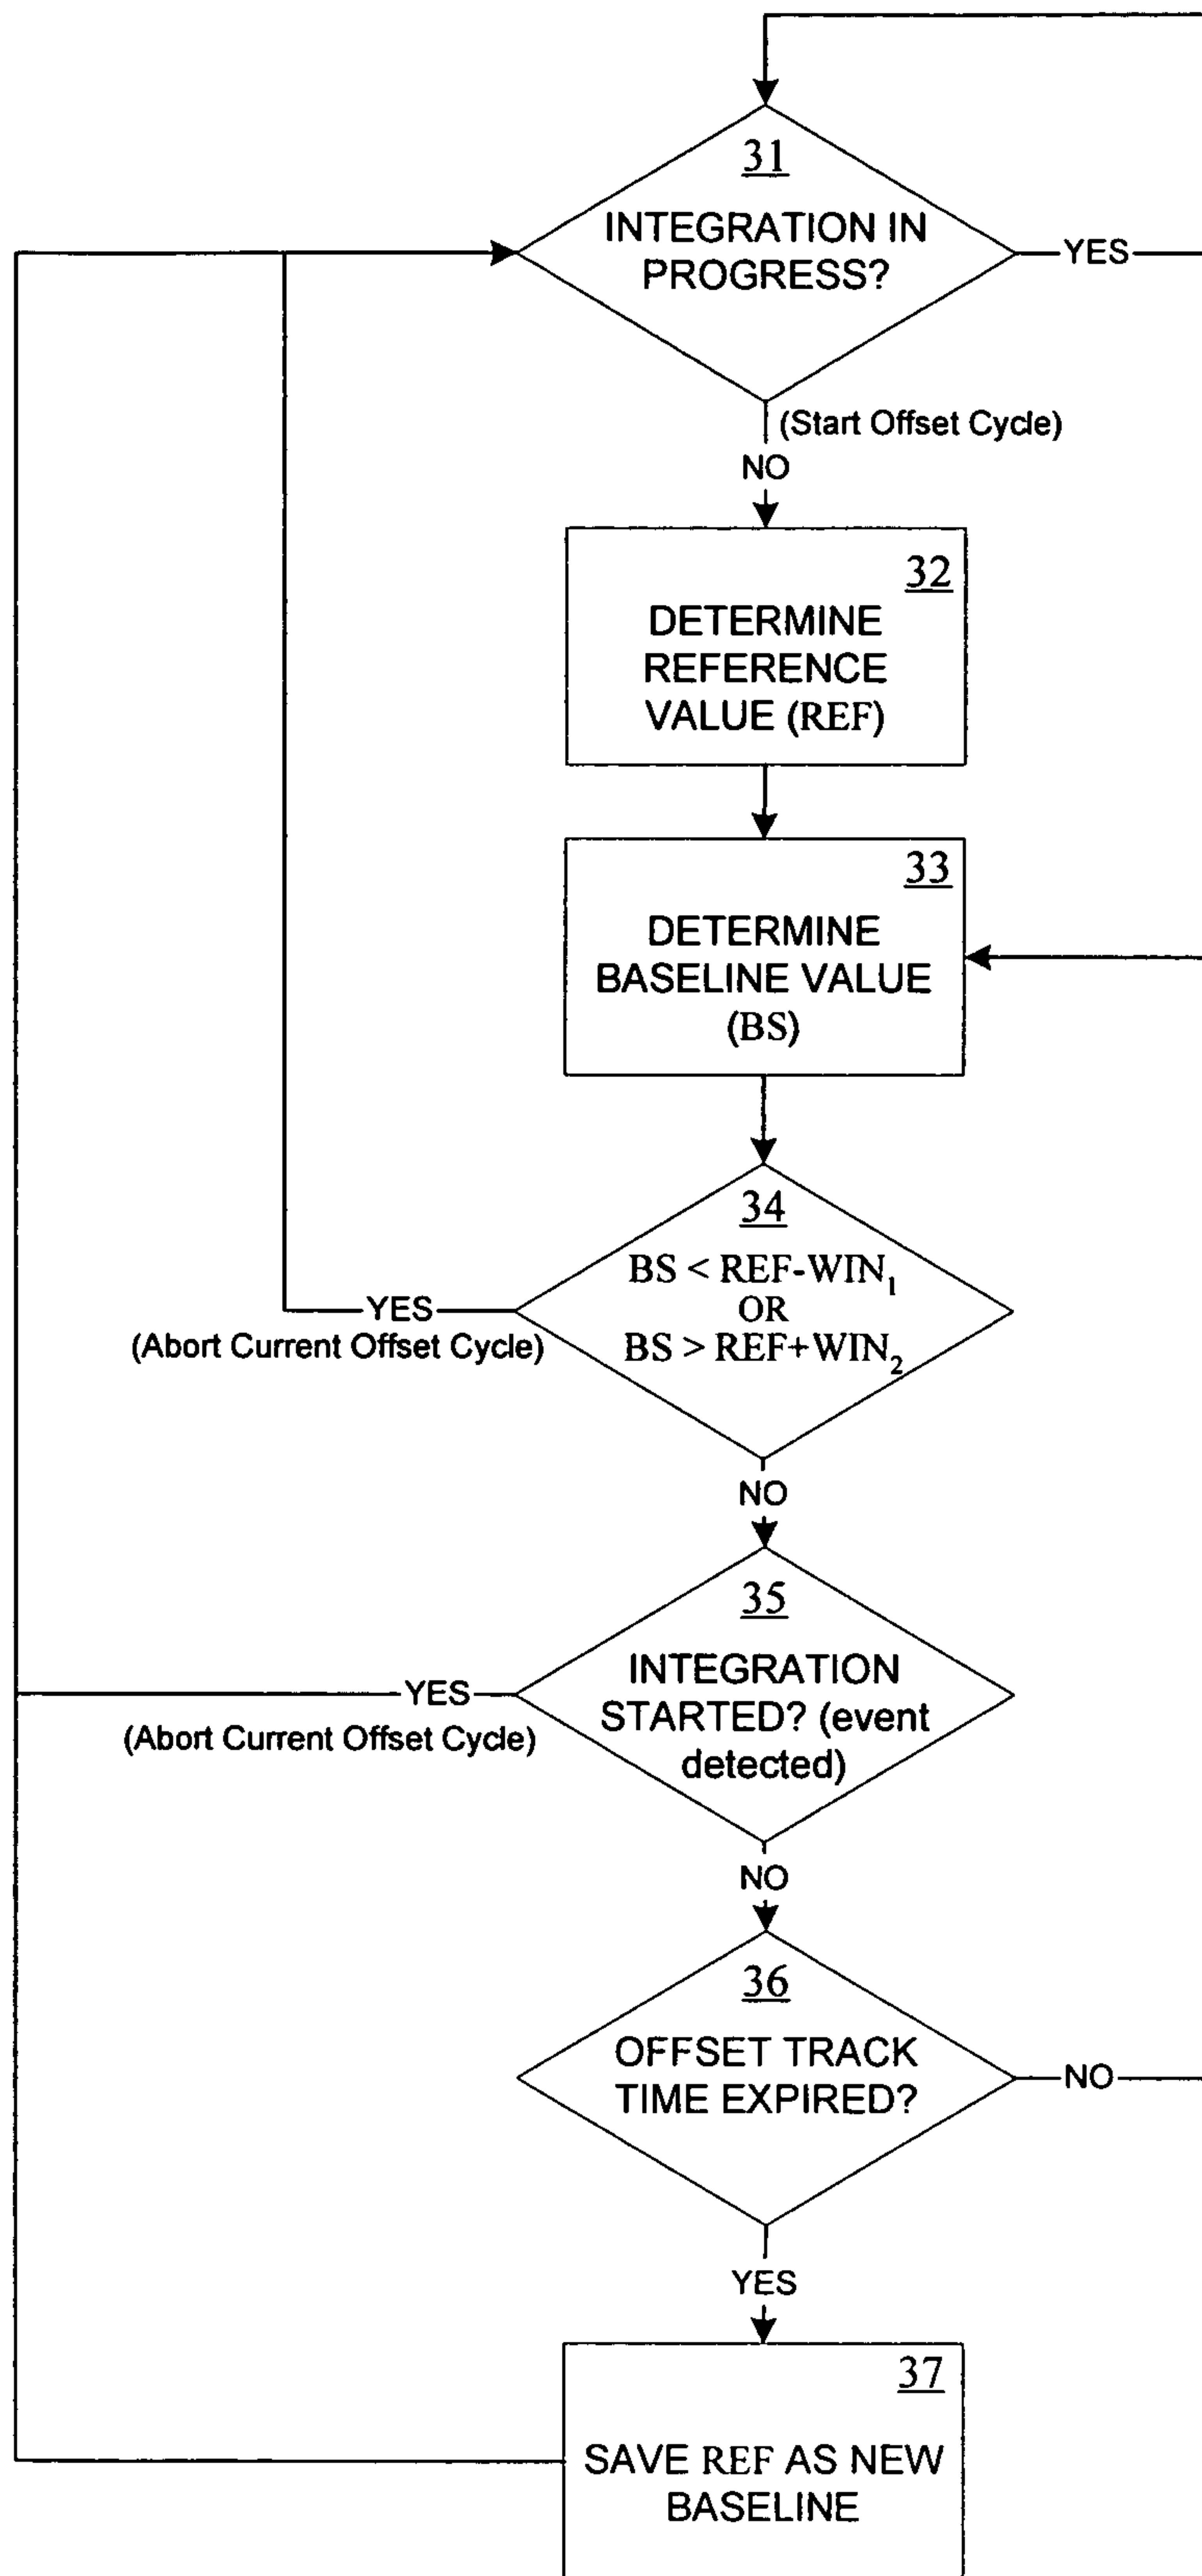 31
INTEGRATION IN
PROGRESS?
YES
(Start Offset Cycle)
NO
32
DETERMINE
REFERENCE
VALUE (REF)
33
DETERMINE
BASELINE VALUE
(BS)
34
BS < REF-WIN₁
OR
BS > REF+WIN₂
YES
(Abort Current Offset Cycle)
NO
35
INTEGRATION
STARTED? (event
detected)
YES
(Abort Current Offset Cycle)
NO
36
OFFSET TRACK
TIME EXPIRED?
NO
YES
37
SAVE REF AS NEW
BASELINE